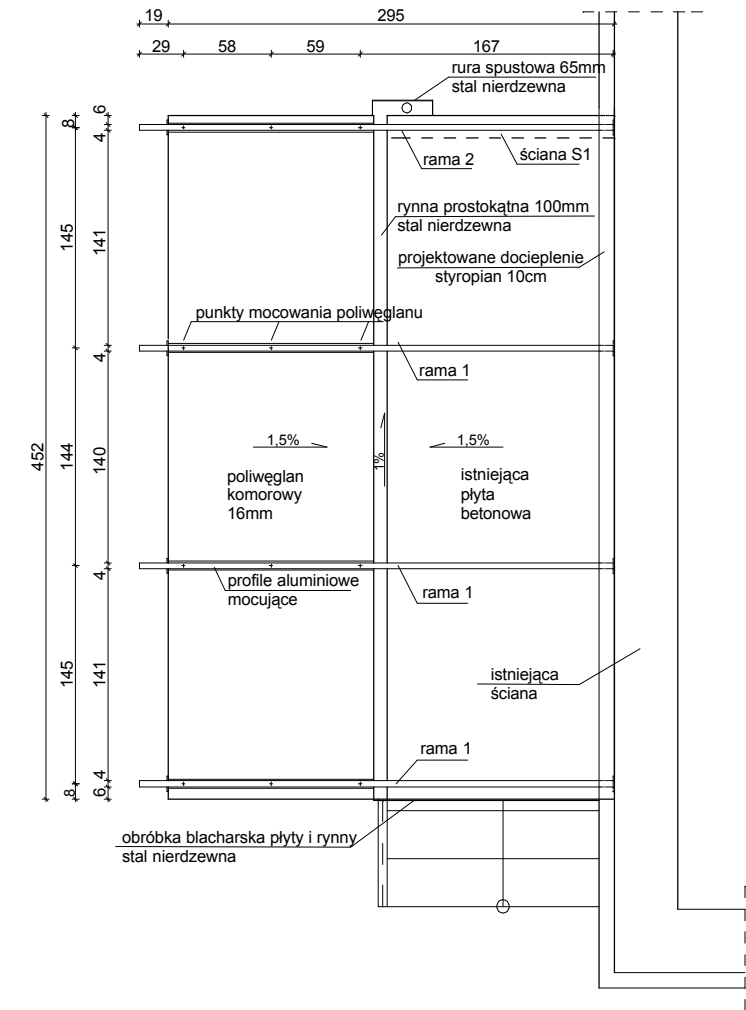 19
295
29
58
59
167
rura spustowa 65mm
stal nierdzewna
6
8
4
rama 2
ściana S1
rynna prostokątna 100mm
stal nierdzewna
145
141
projektowane docieplenie
styropian 10cm
punkty mocowania poliwęglanu
4
rama 1
452
144
140
1,5%
1%
1,5%
poliwęglan
komorowy
16mm
istniejąca
płyta
betonowa
4
profile aluminiowe
mocujące
rama 1
145
141
istniejąca
ściana
rama 1
4
8
6
obróbka blacharska płyty i rynny
stal nierdzewna